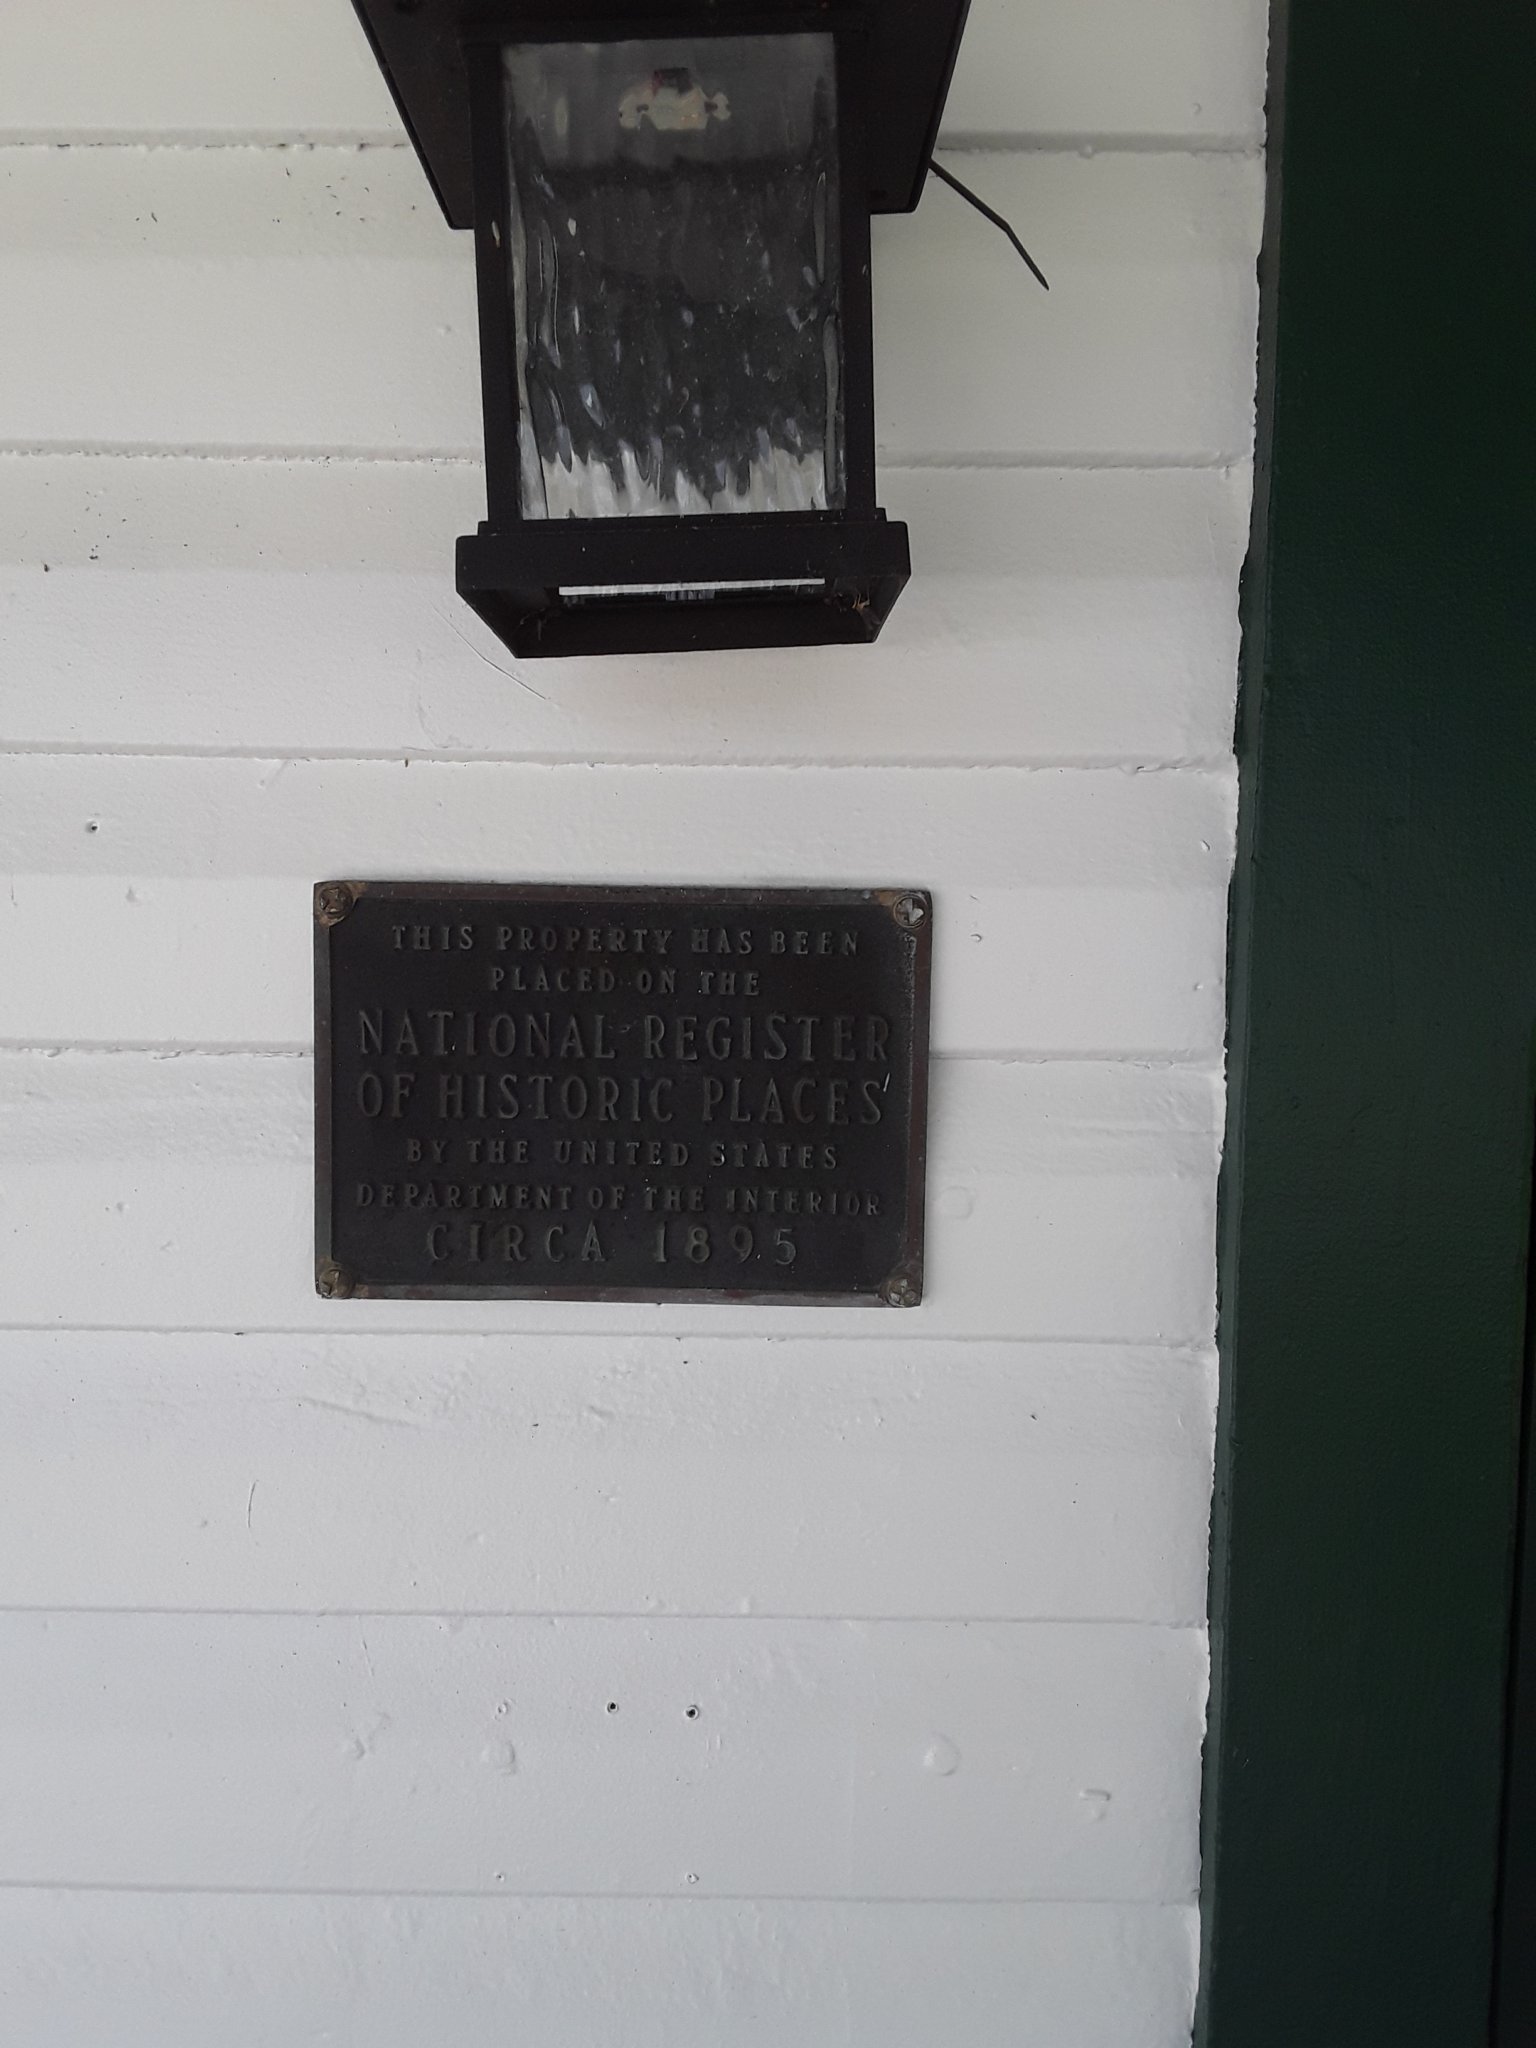 THIS PROPERTY HAS BEEN
PLACED ON THE
NATIONAL REGISTER
OF HISTORIC PLACES
BY THE UNITED STATES
DEPARTMENT OF THE INTERIOR
CIRCA 1895